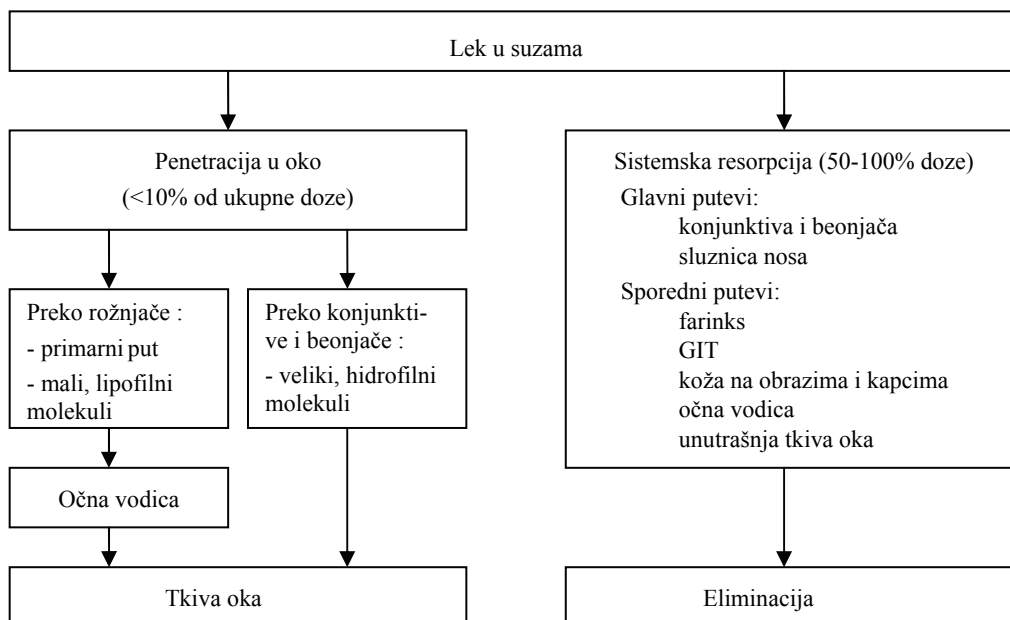 Lek u suzama
Penetracija u oko
(<10% od ukupne doze)
Preko rožnjače :
- primarni put
- mali, lipofilni
molekuli
Preko konjunkti-
ve i beonjače :
- veliki, hidrofilni
molekuli
Očna vodica
Tkiva oka
Sistemska resorpcija (50-100% doze)
Glavni putevi:
konjunktiva i beonjača
sluznica nosa
Sporedni putevi:
farinks
GIT
koža na obrazima i kapcima
očna vodica
unutrašnja tkiva oka
Eliminacija